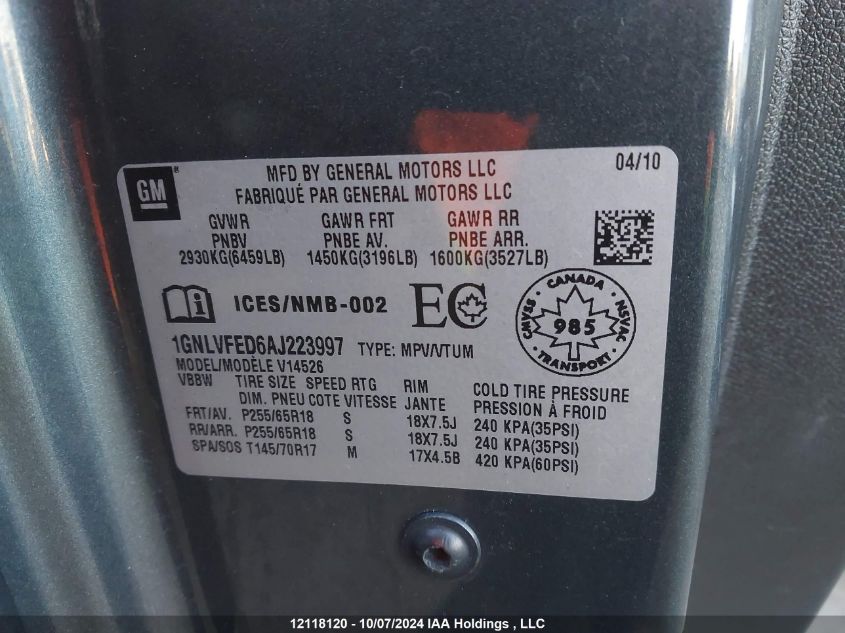 GM
MFD BY GENERAL MOTORS LLC 04/10
FABRIQUÉ PAR GENERAL MOTORS LLC
GVWR GAWR FRT GAWR RR
PNBV PNBE AV. PNBE ARR.
2930KG(6459LB) 1450KG(3196LB) 1600KG(3527LB)
i ICES/NMB-002 EC
CANADA CMVSS NSVAC 985 TRANSPORT
1GNLVFED6AJ223997 TYPE: MPV/VTUM
MODEL/MODÈLE V14526
VBBW TIRE SIZE SPEED RTG RIM COLD TIRE PRESSURE
DIM. PNEU COTE VITESSE JANTE PRESSION À FROID
FRT/AV. P255/65R18 S 18X7.5J 240 KPA(35PSI)
RR/ARR. P255/65R18 S 18X7.5J 240 KPA(35PSI)
SPA/SOS T145/70R17 M 17X4.5B 420 KPA(60PSI)
12118120 - 10/07/2024 IAA Holdings , LLC